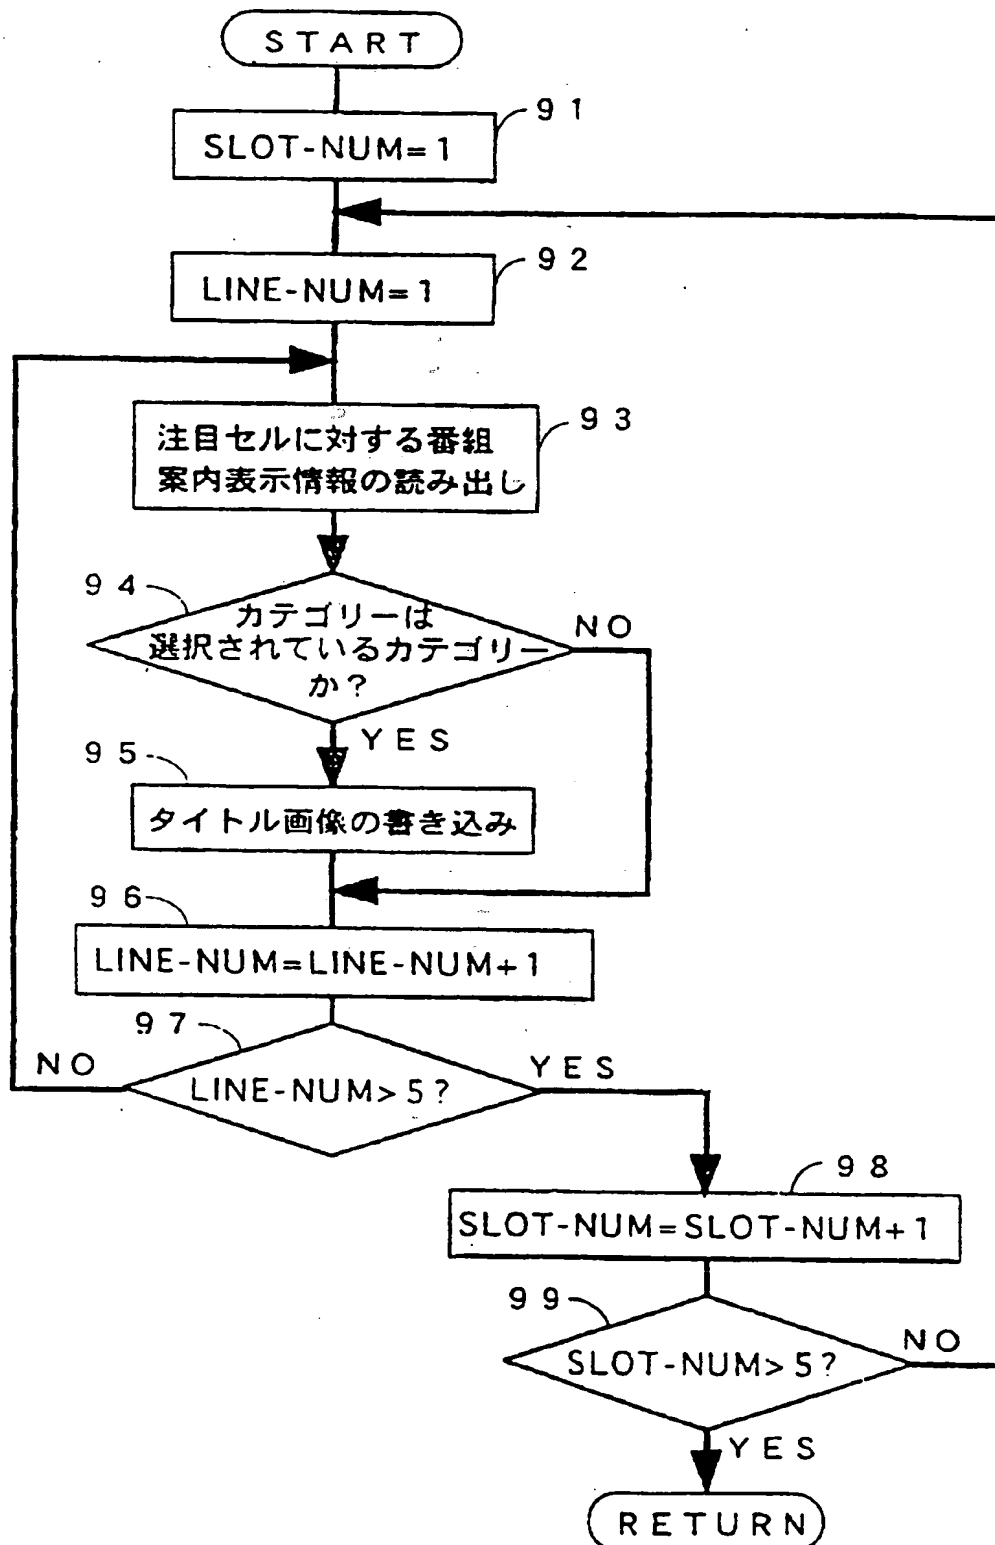 START
91
SLOT-NUM=1
92
LINE-NUM=1
93
注目セルに対する番組
案内表示情報の読み出し
94
カテゴリーは
選択されているカテゴリー
か?
NO
YES
95
タイトル画像の書き込み
96
LINE-NUM=LINE-NUM+1
97
NO
LINE-NUM>5?
YES
98
SLOT-NUM=SLOT-NUM+1
99
SLOT-NUM>5?
NO
YES
RETURN